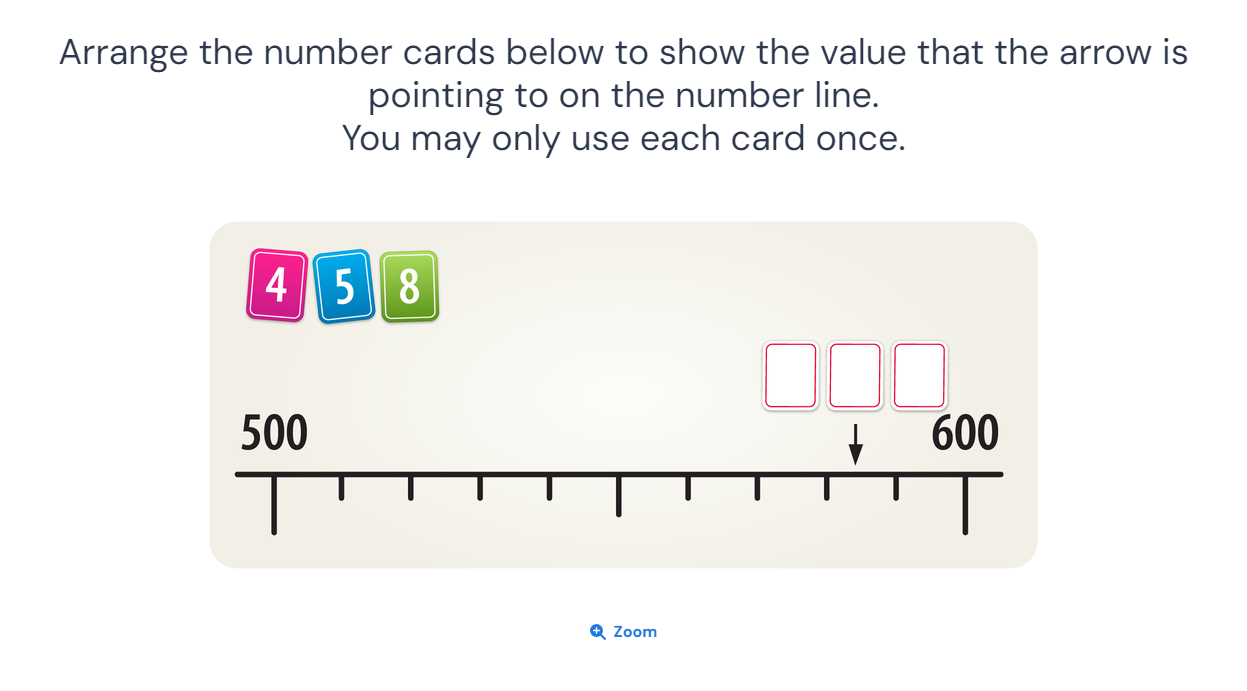 Arrange the number cards below to show the value that the arrow is
pointing to on the number line.
You may only use each card once.
4 5 8
500 600
Zoom